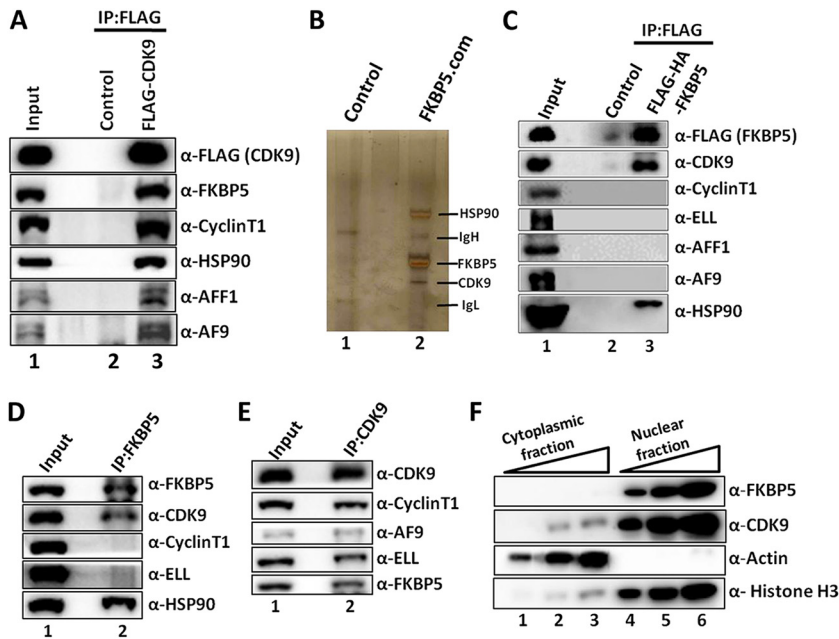 A
IP:FLAG
Input
Control
FLAG-CDK9
α-FLAG (CDK9)
α-FKBP5
α-CyclinT1
α-HSP90
α-AFF1
α-AF9
1 2 3
B
Control
FKBP5.com
HSP90
IgH
FKBP5
CDK9
IgL
1 2
C
IP:FLAG
Input
Control
FLAG-HA
-FKBP5
α-FLAG (FKBP5)
α-CDK9
α-CyclinT1
α-ELL
α-AFF1
α-AF9
α-HSP90
1 2 3
D
Input
IP:FKBP5
α-FKBP5
α-CDK9
α-CyclinT1
α-ELL
α-HSP90
1 2
E
Input
IP:CDK9
α-CDK9
α-CyclinT1
α-AF9
α-ELL
α-FKBP5
1 2
F
Cytoplasmic
fraction
Nuclear
fraction
α-FKBP5
α-CDK9
α-Actin
α- Histone H3
1 2 3 4 5 6